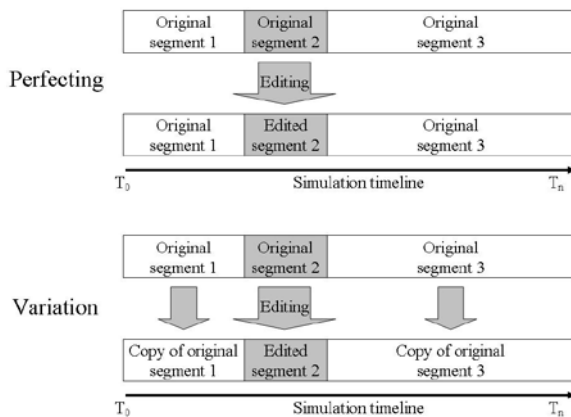 Original segment 1
Original segment 2
Original segment 3
Perfecting
Editing
Original segment 1
Edited segment 2
Original segment 3
T0 Simulation timeline Tn
Original segment 1
Original segment 2
Original segment 3
Variation
Editing
Copy of original segment 1
Edited segment 2
Copy of original segment 3
T0 Simulation timeline Tn